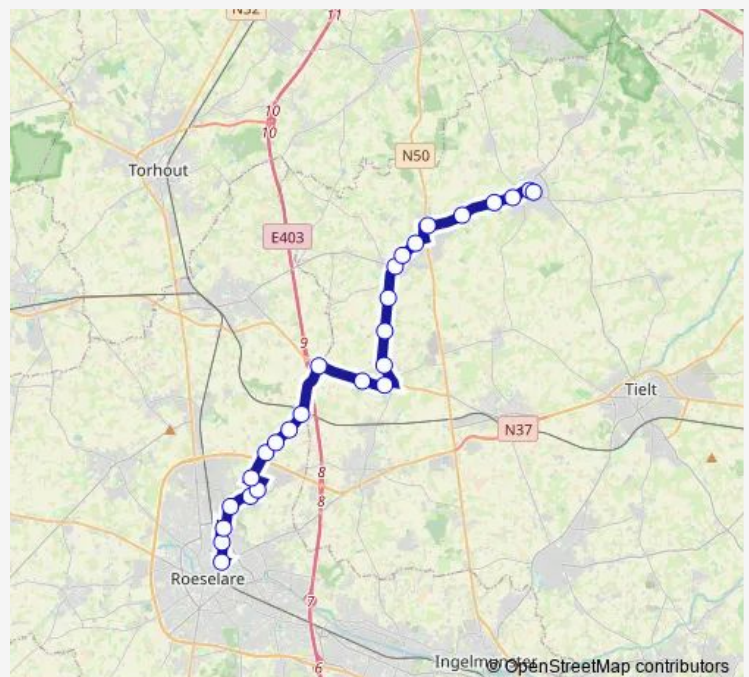 N32
11
10
10
Torhout
N50
E403
9
Tielt
N37
8
8
Roeselare
7
6
Ingelmunster
© OpenStreetMap contributors